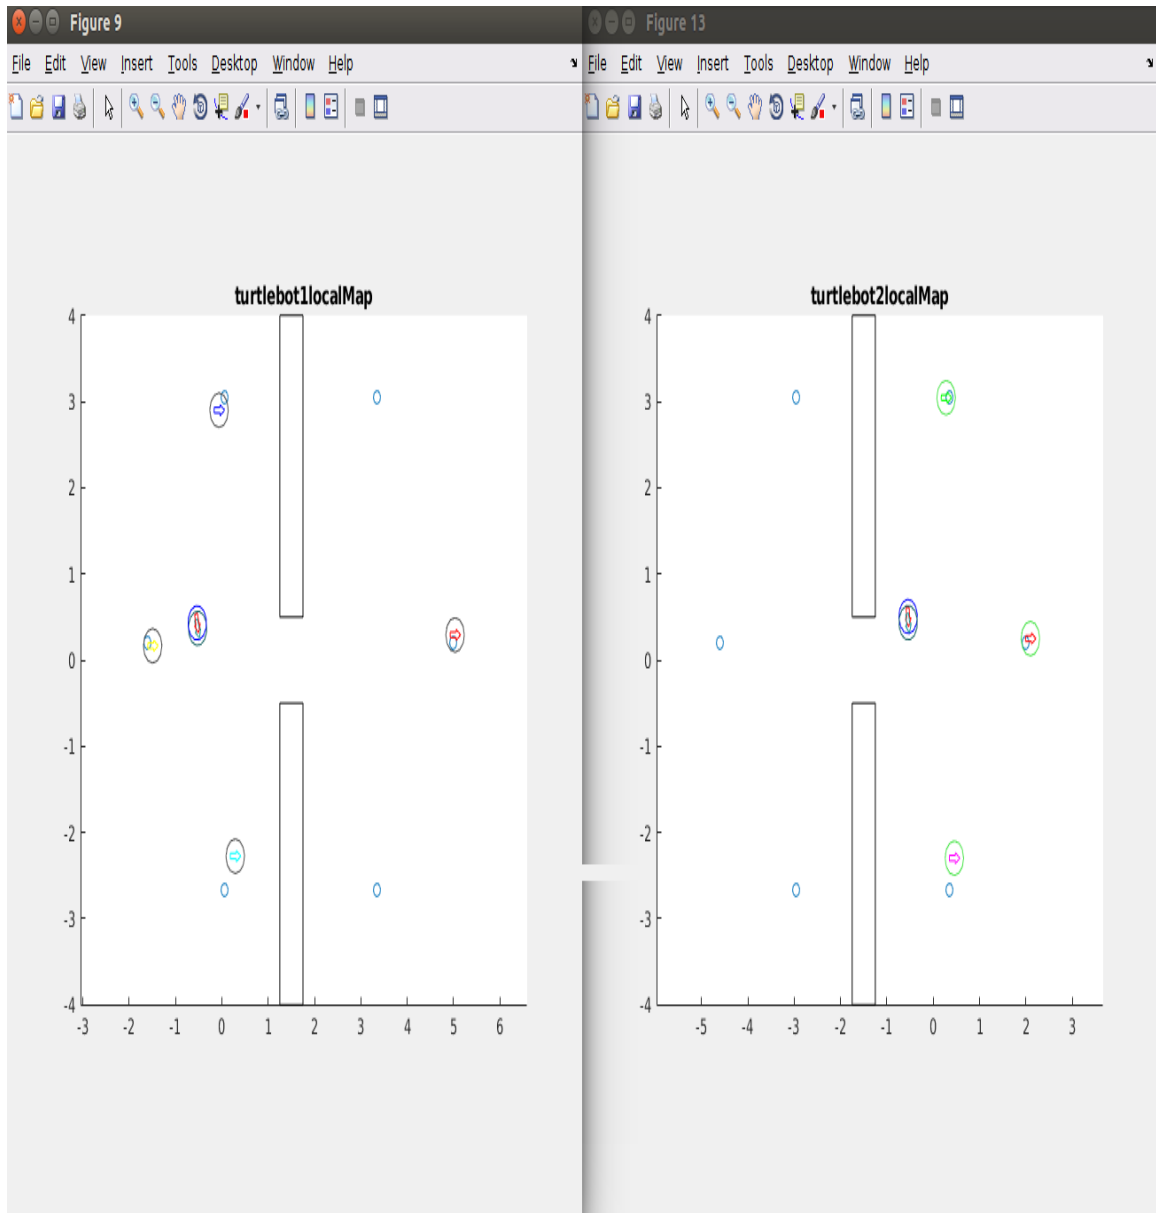 Figure 9
File Edit View Insert Tools Desktop Window Help
turtlebot1localMap
4
3
2
1
0
-1
-2
-3
-4
-3 -2 -1 0 1 2 3 4 5 6
Figure 13
File Edit View Insert Tools Desktop Window Help
turtlebot2localMap
4
3
2
1
0
-1
-2
-3
-4
-5 -4 -3 -2 -1 0 1 2 3